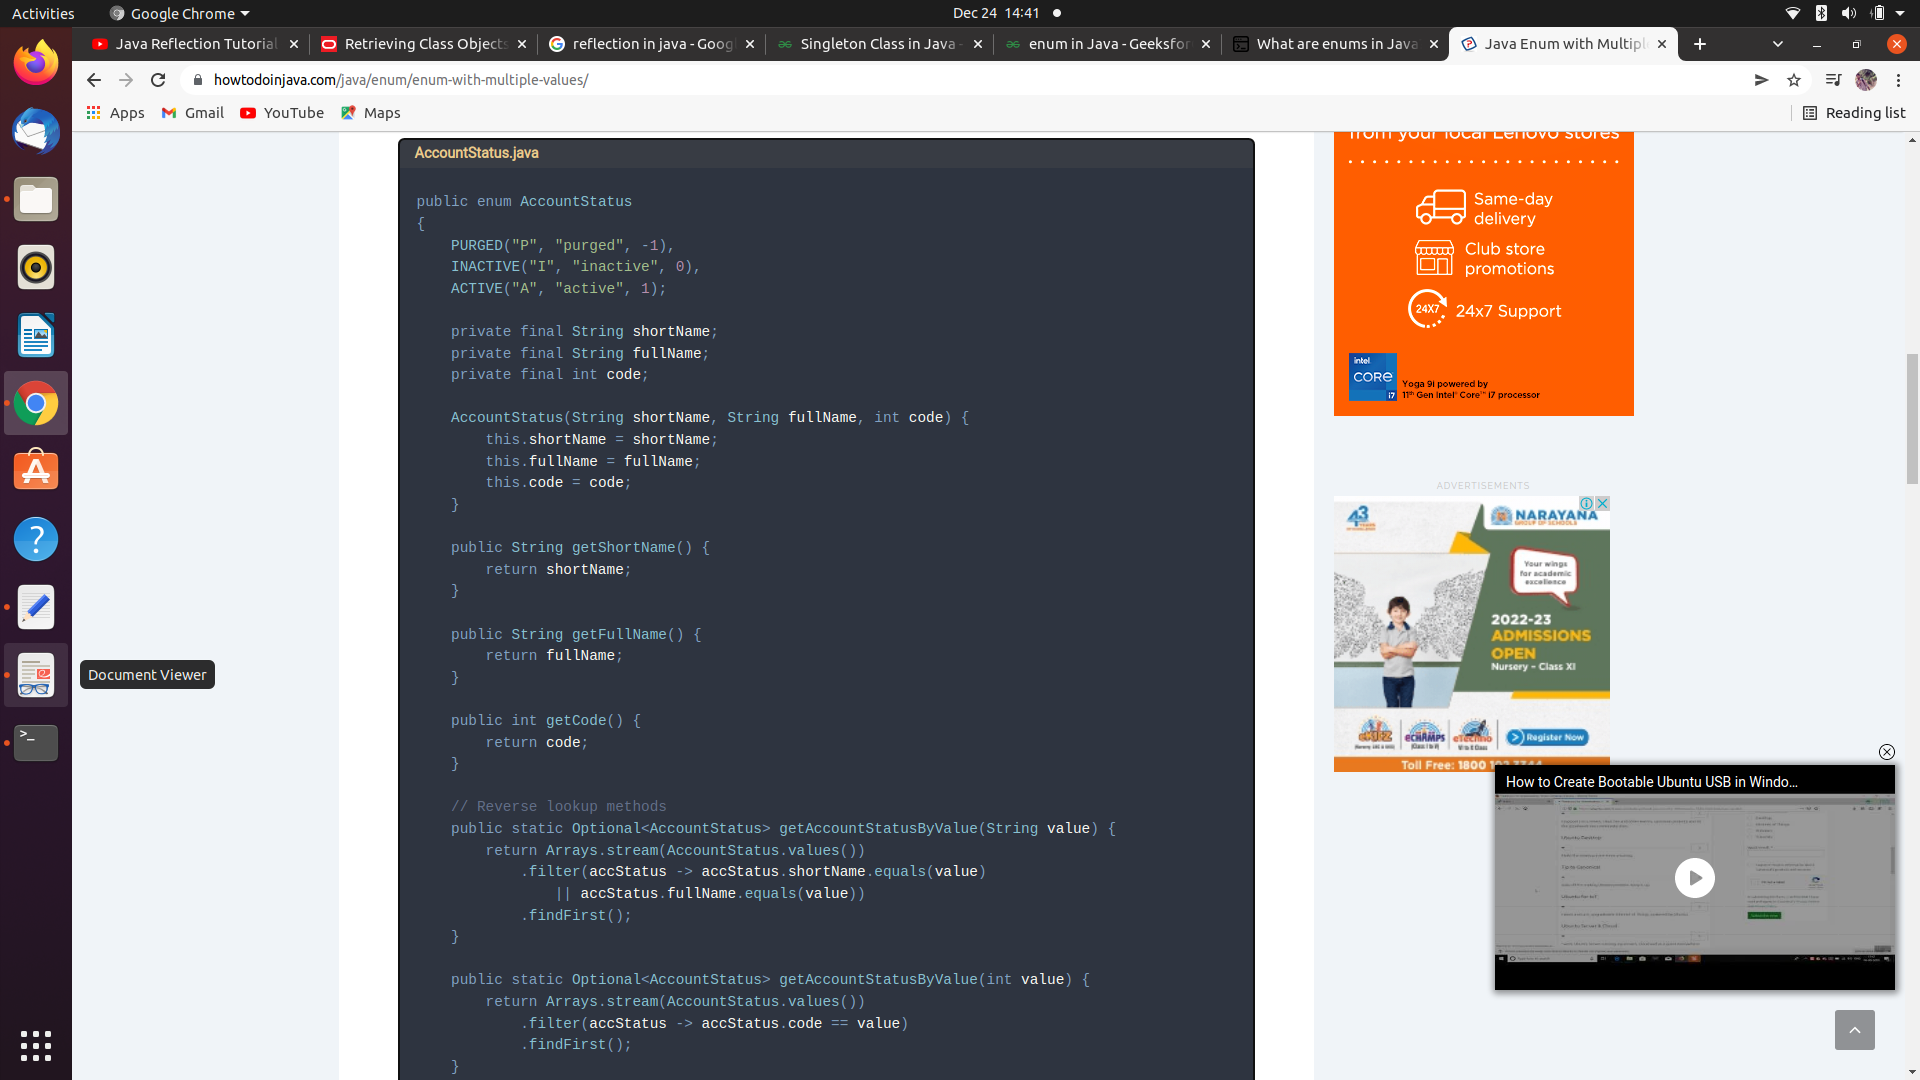 Activities
Google Chrome
Dec 24 14:41
Java Reflection Tutorial
Retrieving Class Objects
reflection in java - Goog
Singleton Class in Java -
enum in Java - Geeksfor
What are enums in Java
Java Enum with Multiple
howtodoinjava.com/java/enum/enum-with-multiple-values/
Apps
Gmail
YouTube
Maps
Reading list
AccountStatus.java
public enum AccountStatus
{
    PURGED("P", "purged", -1),
    INACTIVE("I", "inactive", 0),
    ACTIVE("A", "active", 1);
    private final String shortName;
    private final String fullName;
    private final int code;
    AccountStatus(String shortName, String fullName, int code) {
        this.shortName = shortName;
        this.fullName = fullName;
        this.code = code;
    }
    public String getShortName() {
        return shortName;
    }
    public String getFullName() {
        return fullName;
    }
    public int getCode() {
        return code;
    }
    // Reverse lookup methods
    public static Optional<AccountStatus> getAccountStatusByValue(String value) {
        return Arrays.stream(AccountStatus.values())
            .filter(accStatus -> accStatus.shortName.equals(value)
                || accStatus.fullName.equals(value))
            .findFirst();
    }
    public static Optional<AccountStatus> getAccountStatusByValue(int value) {
        return Arrays.stream(AccountStatus.values())
            .filter(accStatus -> accStatus.code == value)
            .findFirst();
    }
Document Viewer
from your local Lenovo stores
Same-day
delivery
Club store
promotions
24X7
24x7 Support
intel
CORE
i7
Yoga 9i powered by
11th Gen Intel® Core™ i7 processor
ADVERTISEMENTS
43
NARAYANA
GROUP OF SCHOOLS
Your wings
for academic
excellence
2022-23
ADMISSIONS
OPEN
Nursery - Class XI
eKIDZ
eCHAMPS
eTechno
Register Now
Toll Free: 1800 102 3344
How to Create Bootable Ubuntu USB in Windo...